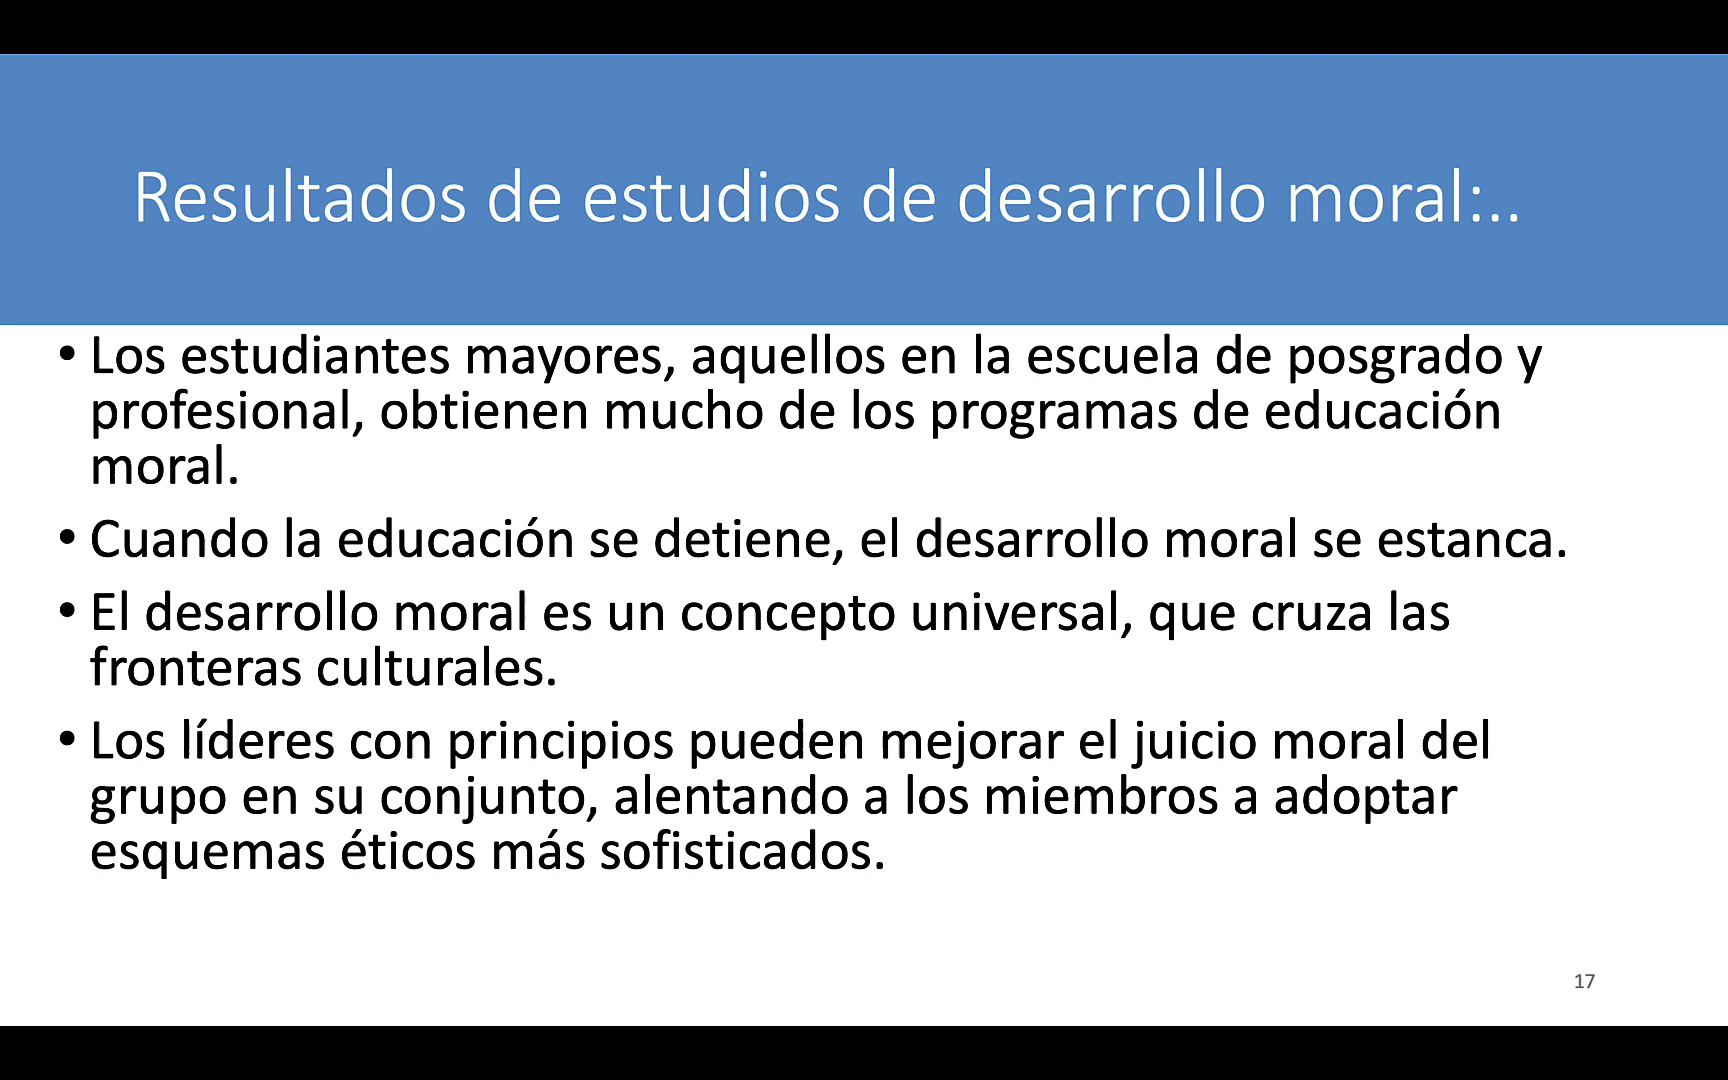 Resultados de estudios de desarrollo moral:..
• Los estudiantes mayores, aquellos en la escuela de posgrado y
profesional, obtienen mucho de los programas de educación
moral.
• Cuando la educación se detiene, el desarrollo moral se estanca.
• El desarrollo moral es un concepto universal, que cruza las
fronteras culturales.
• Los líderes con principios pueden mejorar el juicio moral del
grupo en su conjunto, alentando a los miembros a adoptar
esquemas éticos más sofisticados.
17